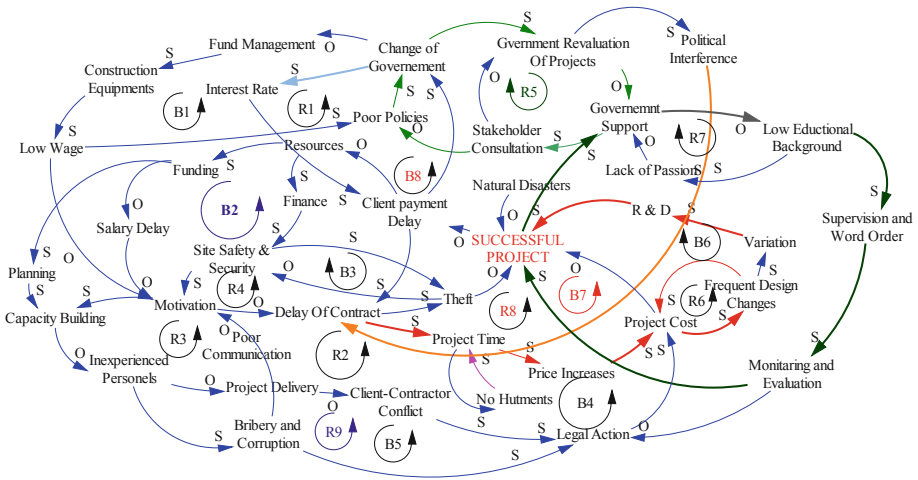 S
S
Fund Management
O
Change of
Governement
Gvernment Revaluation
Of Projects
S
Political
Interference
S
Construction
Equipments
S
Interest Rate
O
O
B1
R1
S
S
R5
S
Poor Policies
O
Stakeholder
Consultation
S
Governemnt
Support
S
O
R7
O
Low Eductional
Background
Low Wage
S
Resources
O
S
Funding
S
B8
Lack of Passion
S
S
S
S
Finance
S
Client payment
Delay
Natural Disasters
O
S
R & D
S
S
B2
Salary Delay
S
O
SUCCESSFUL
PROJECT
O
B6
Variation
Supervision and
Word Order
O
Site Safety &
Security
O
B3
S
S
Planning
S
R4
S
Theft
O
S
B7
S
Frequent Design
Changes
R6
S
Capacity Building
S
Motivation
O
Delay Of Contract
S
S
R8
Project Cost
S
R3
Poor
Communication
S
Project Time
S S
S
O
Inexperienced
Personels
R2
S
S
Price Increases
Monitaring and
Evaluation
O
Project Delivery
O
Client-Contractor
Conflict
O
No Hutments
B4
O
S
Bribery and
Corruption
R9
B5
S
S
Legal Action
O
S